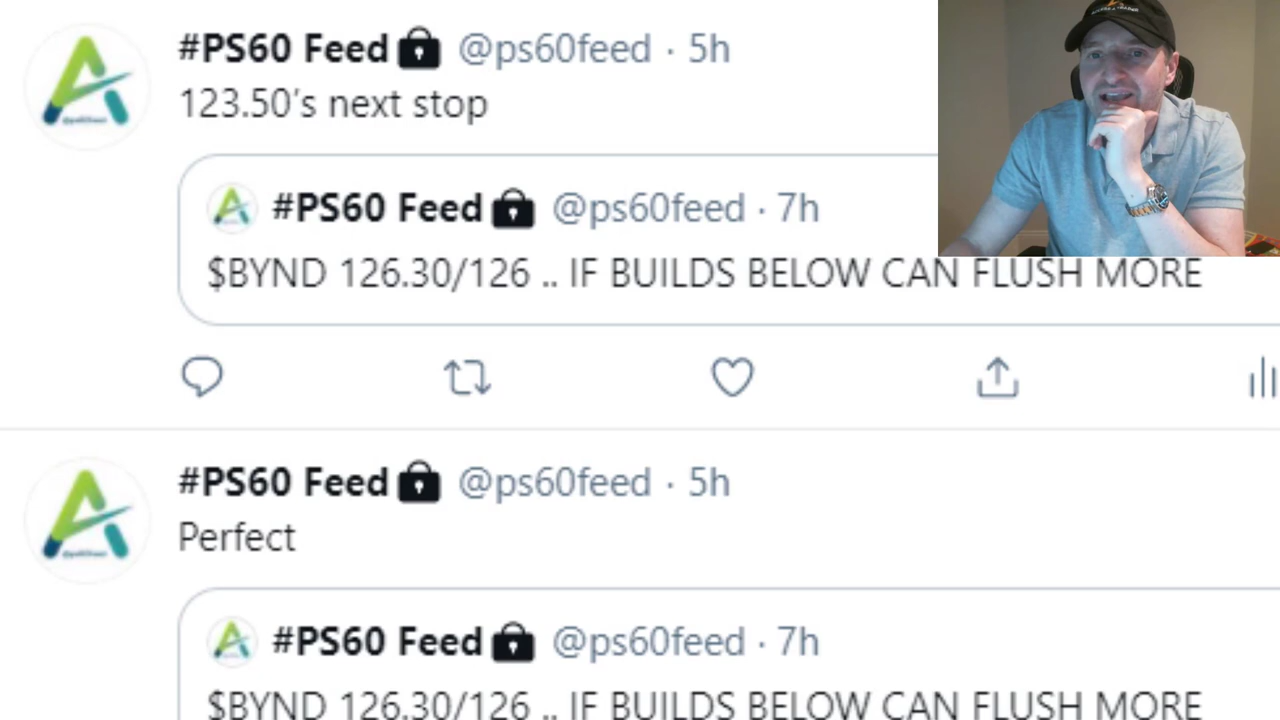 #PS60 Feed @ps60feed · 5h
123.50's next stop
#PS60 Feed @ps60feed · 7h
$BYND 126.30/126 .. IF BUILDS BELOW CAN FLUSH MORE
#PS60 Feed @ps60feed · 5h
Perfect
#PS60 Feed @ps60feed · 7h
$BYND 126.30/126 .. IF BUILDS BELOW CAN FLUSH MORE